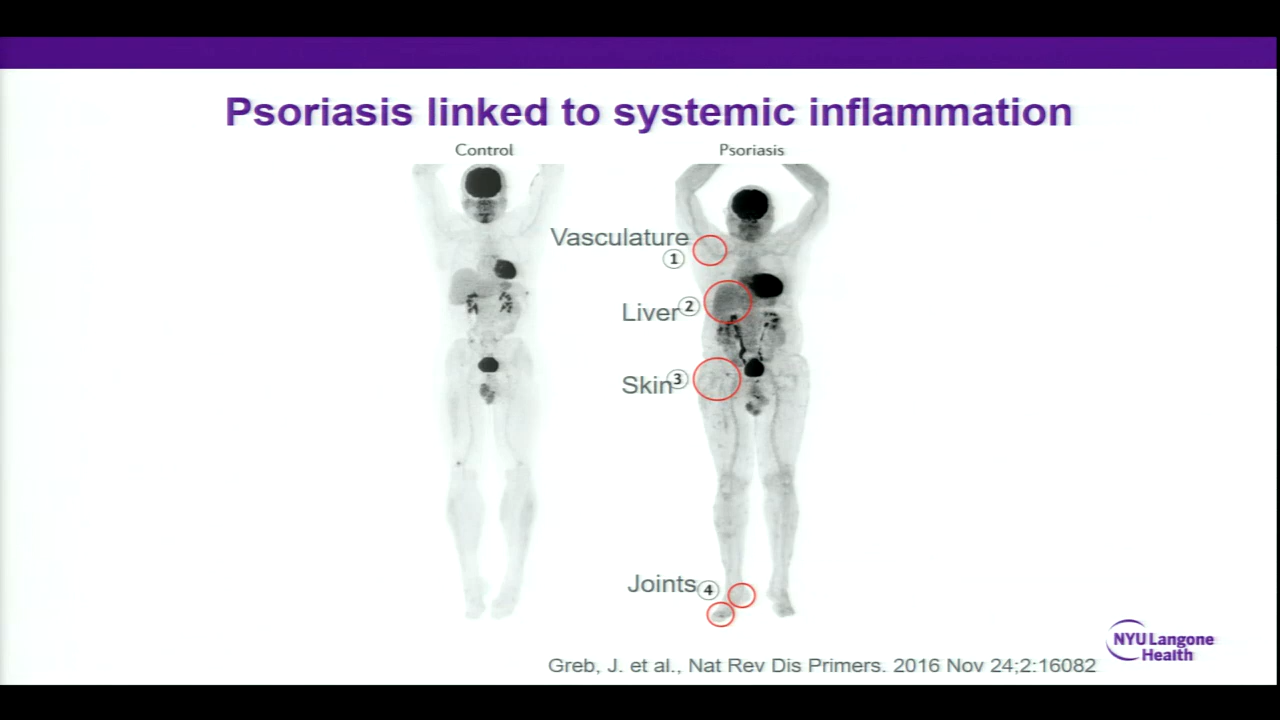 Psoriasis linked to systemic inflammation
Control
Psoriasis
Vasculature
1
Liver 2
Skin 3
Joints 4
NYU Langone
Health
Greb, J. et al., Nat Rev Dis Primers. 2016 Nov 24;2:16082